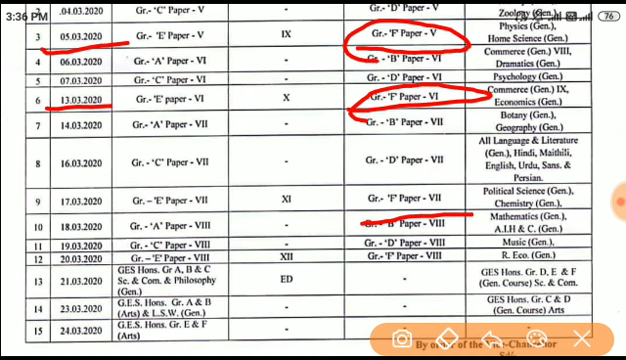 3:36 PM 76
2 .04.03.2020 Gr.- 'C' Paper - V - Gr.- 'D' Paper - V Zoology (Gen.)
3 05.03.2020 Gr.- 'E' Paper - V IX Gr.- 'F' Paper - V Physics (Gen.),
Home Science (Gen.)
4 06.03.2020 Gr. -'A' Paper - VI - Gr. - 'B' Paper - VI Commerce (Gen.) VIII,
Dramatics (Gen.)
5 07.03.2020 Gr. -'C' Paper - VI - Gr. -'D' Paper - VI Psychology (Gen.)
6 13.03.2020 Gr.- 'E' paper - VI X Gr.- 'F' Paper - VI Commerce (Gen.) IX,
Economics (Gen.)
7 14.03.2020 Gr. -'A' Paper - VII - Gr. - 'B' Paper - VII Botany (Gen.),
Geography (Gen.)
8 16.03.2020 Gr. - 'C' Paper - VII - Gr. - 'D' Paper - VII All Language & Literature
(Gen.), Hindi, Maithili,
English, Urdu, Sans. &
Persian.
9 17.03.2020 Gr. – 'E' Paper - VII XI Gr.- 'F' Paper - VII Political Science (Gen.),
Chemistry (Gen.)
10 18.03.2020 Gr. - 'A' Paper - VIII - Gr. - 'B' Paper - VIII Mathematics (Gen.),
A.I.H & C. (Gen.)
11 19.03.2020 Gr. - 'C' Paper - VIII - Gr. - 'D' Paper - VIII Music (Gen.),
12 20.03.2020 Gr. – 'E' Paper - VIII XII Gr.- 'F' Paper - VIII R. Eco. (Gen.)
13 21.03.2020 GES Hons. Gr A, B & C
Sc. & Com. & Philosophy
(Gen.) ED - GES Hons. Gr. D, E & F
(Gen. Course) Sc. & Com.
14 23.03.2020 G.E.S. Hons. Gr. A & B
(Arts) & L.S.W. (Gen.) - - GES Hons. Gr. C & D
(Gen. Course) Arts
15 24.03.2020 G.E.S. Hons. Gr. E & F
(Arts) - -
By order of the Vice-Chancellor